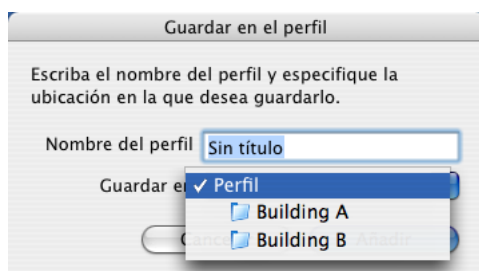 Guardar en el perfil
Escriba el nombre del perfil y especifique la
ubicación en la que desea guardarlo.
Nombre del perfil Sin título
Guardar en ✓ Perfil
Building A
Building B
Añadir